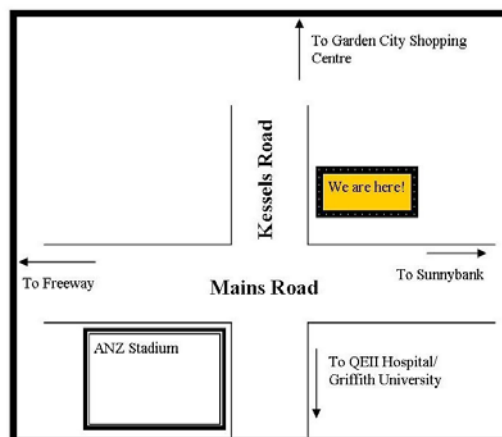 To Garden City Shopping
Centre
Kessels Road
We are here!
To Freeway
Mains Road
To Sunnybank
ANZ Stadium
To QEII Hospital/
Griffith University